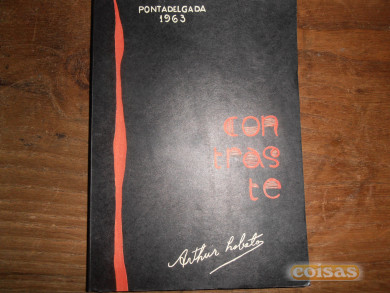 PONTADELGADA
1963
con
tras
te
Arthur Lobato
coisas